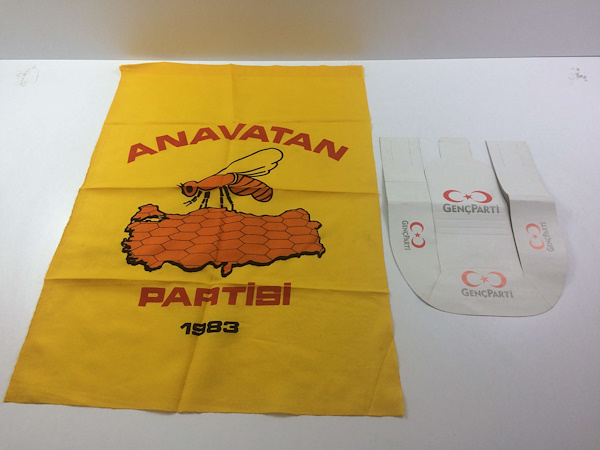 ANAVATAN
PARTİSİ
1983
GENÇPARTİ
GENÇPARTİ
GENÇPARTİ
GENÇPARTİ